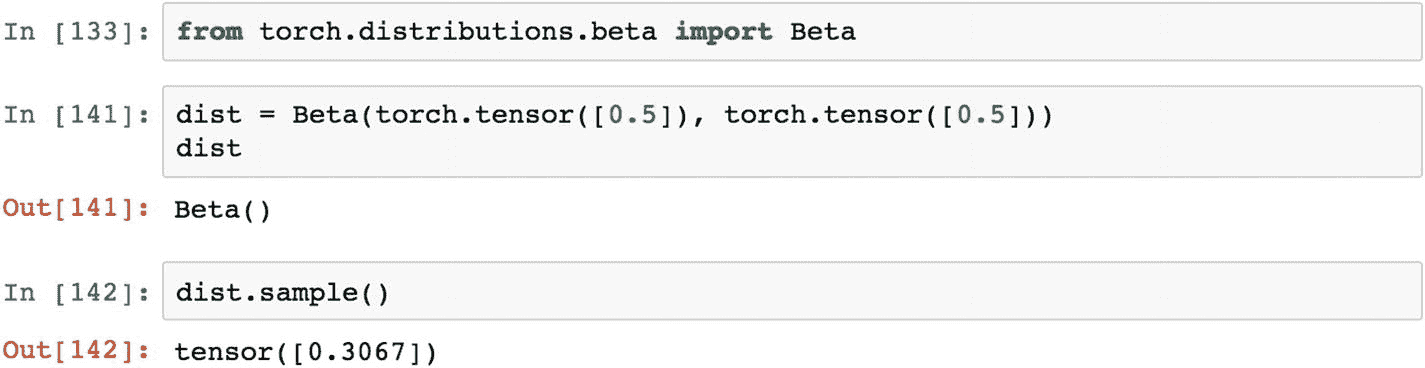 In [133]: from torch.distributions.beta import Beta
In [141]: dist = Beta(torch.tensor([0.5]), torch.tensor([0.5]))
dist
Out[141]: Beta()
In [142]: dist.sample()
Out[142]: tensor([0.3067])